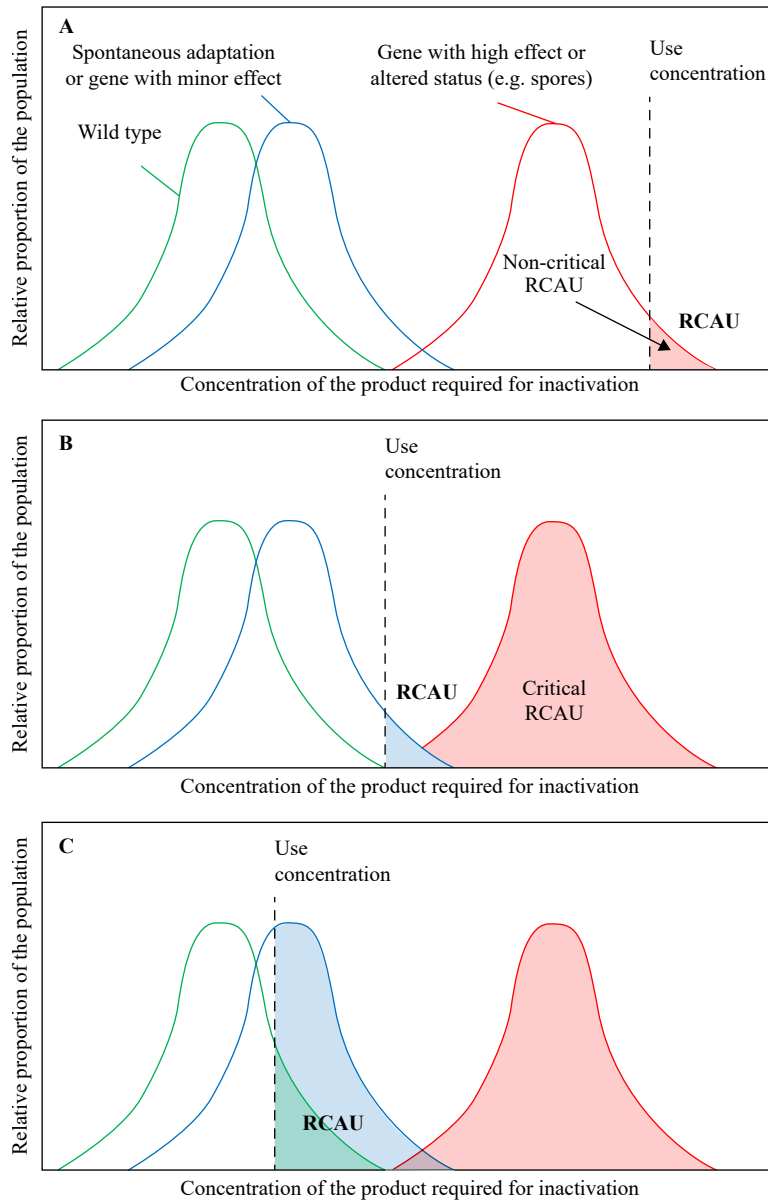 A
Spontaneous adaptation
or gene with minor effect
Gene with high effect or
altered status (e.g. spores)
Use
concentration
Wild type
Non-critical
RCAU
RCAU
Relative proportion of the population
Concentration of the product required for inactivation
B
Use
concentration
RCAU
Critical
RCAU
Relative proportion of the population
Concentration of the product required for inactivation
C
Use
concentration
RCAU
Relative proportion of the population
Concentration of the product required for inactivation